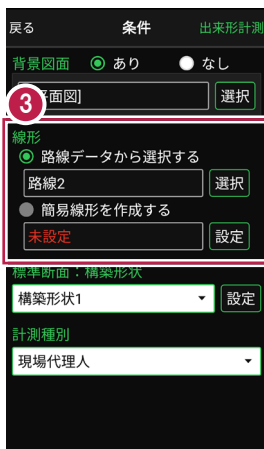 戻る 条件 出来形計測
背景図面 あり なし
面図] 選択
3
線形
路線データから選択する
路線2 選択
簡易線形を作成する
未設定 設定
標準断面：構築形状
構築形状1 設定
計測種別
現場代理人